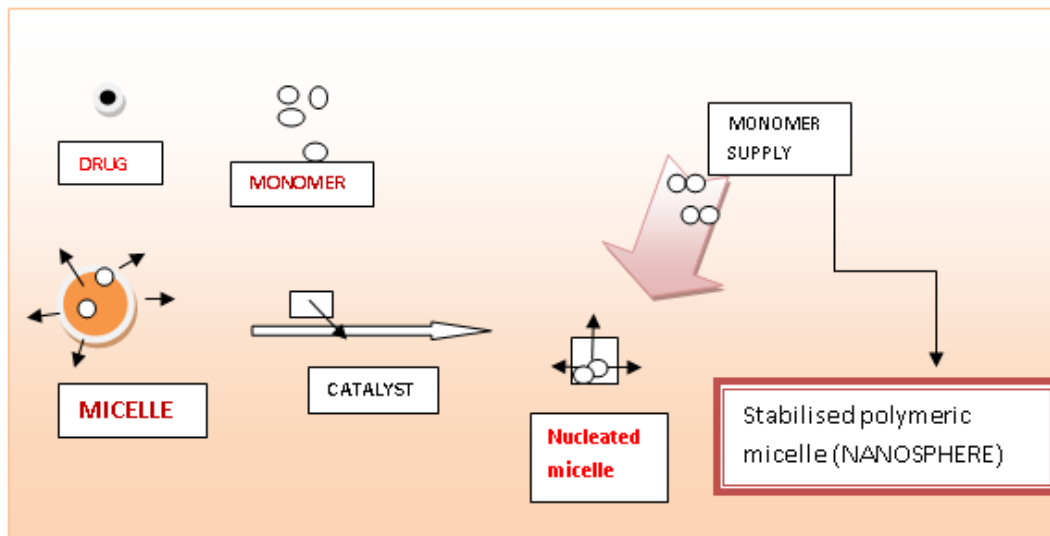 DRUG
MONOMER
MONOMER
SUPPLY
MICELLE
CATALYST
Nucleated
micelle
Stabilised polymeric
micelle (NANOSPHERE)